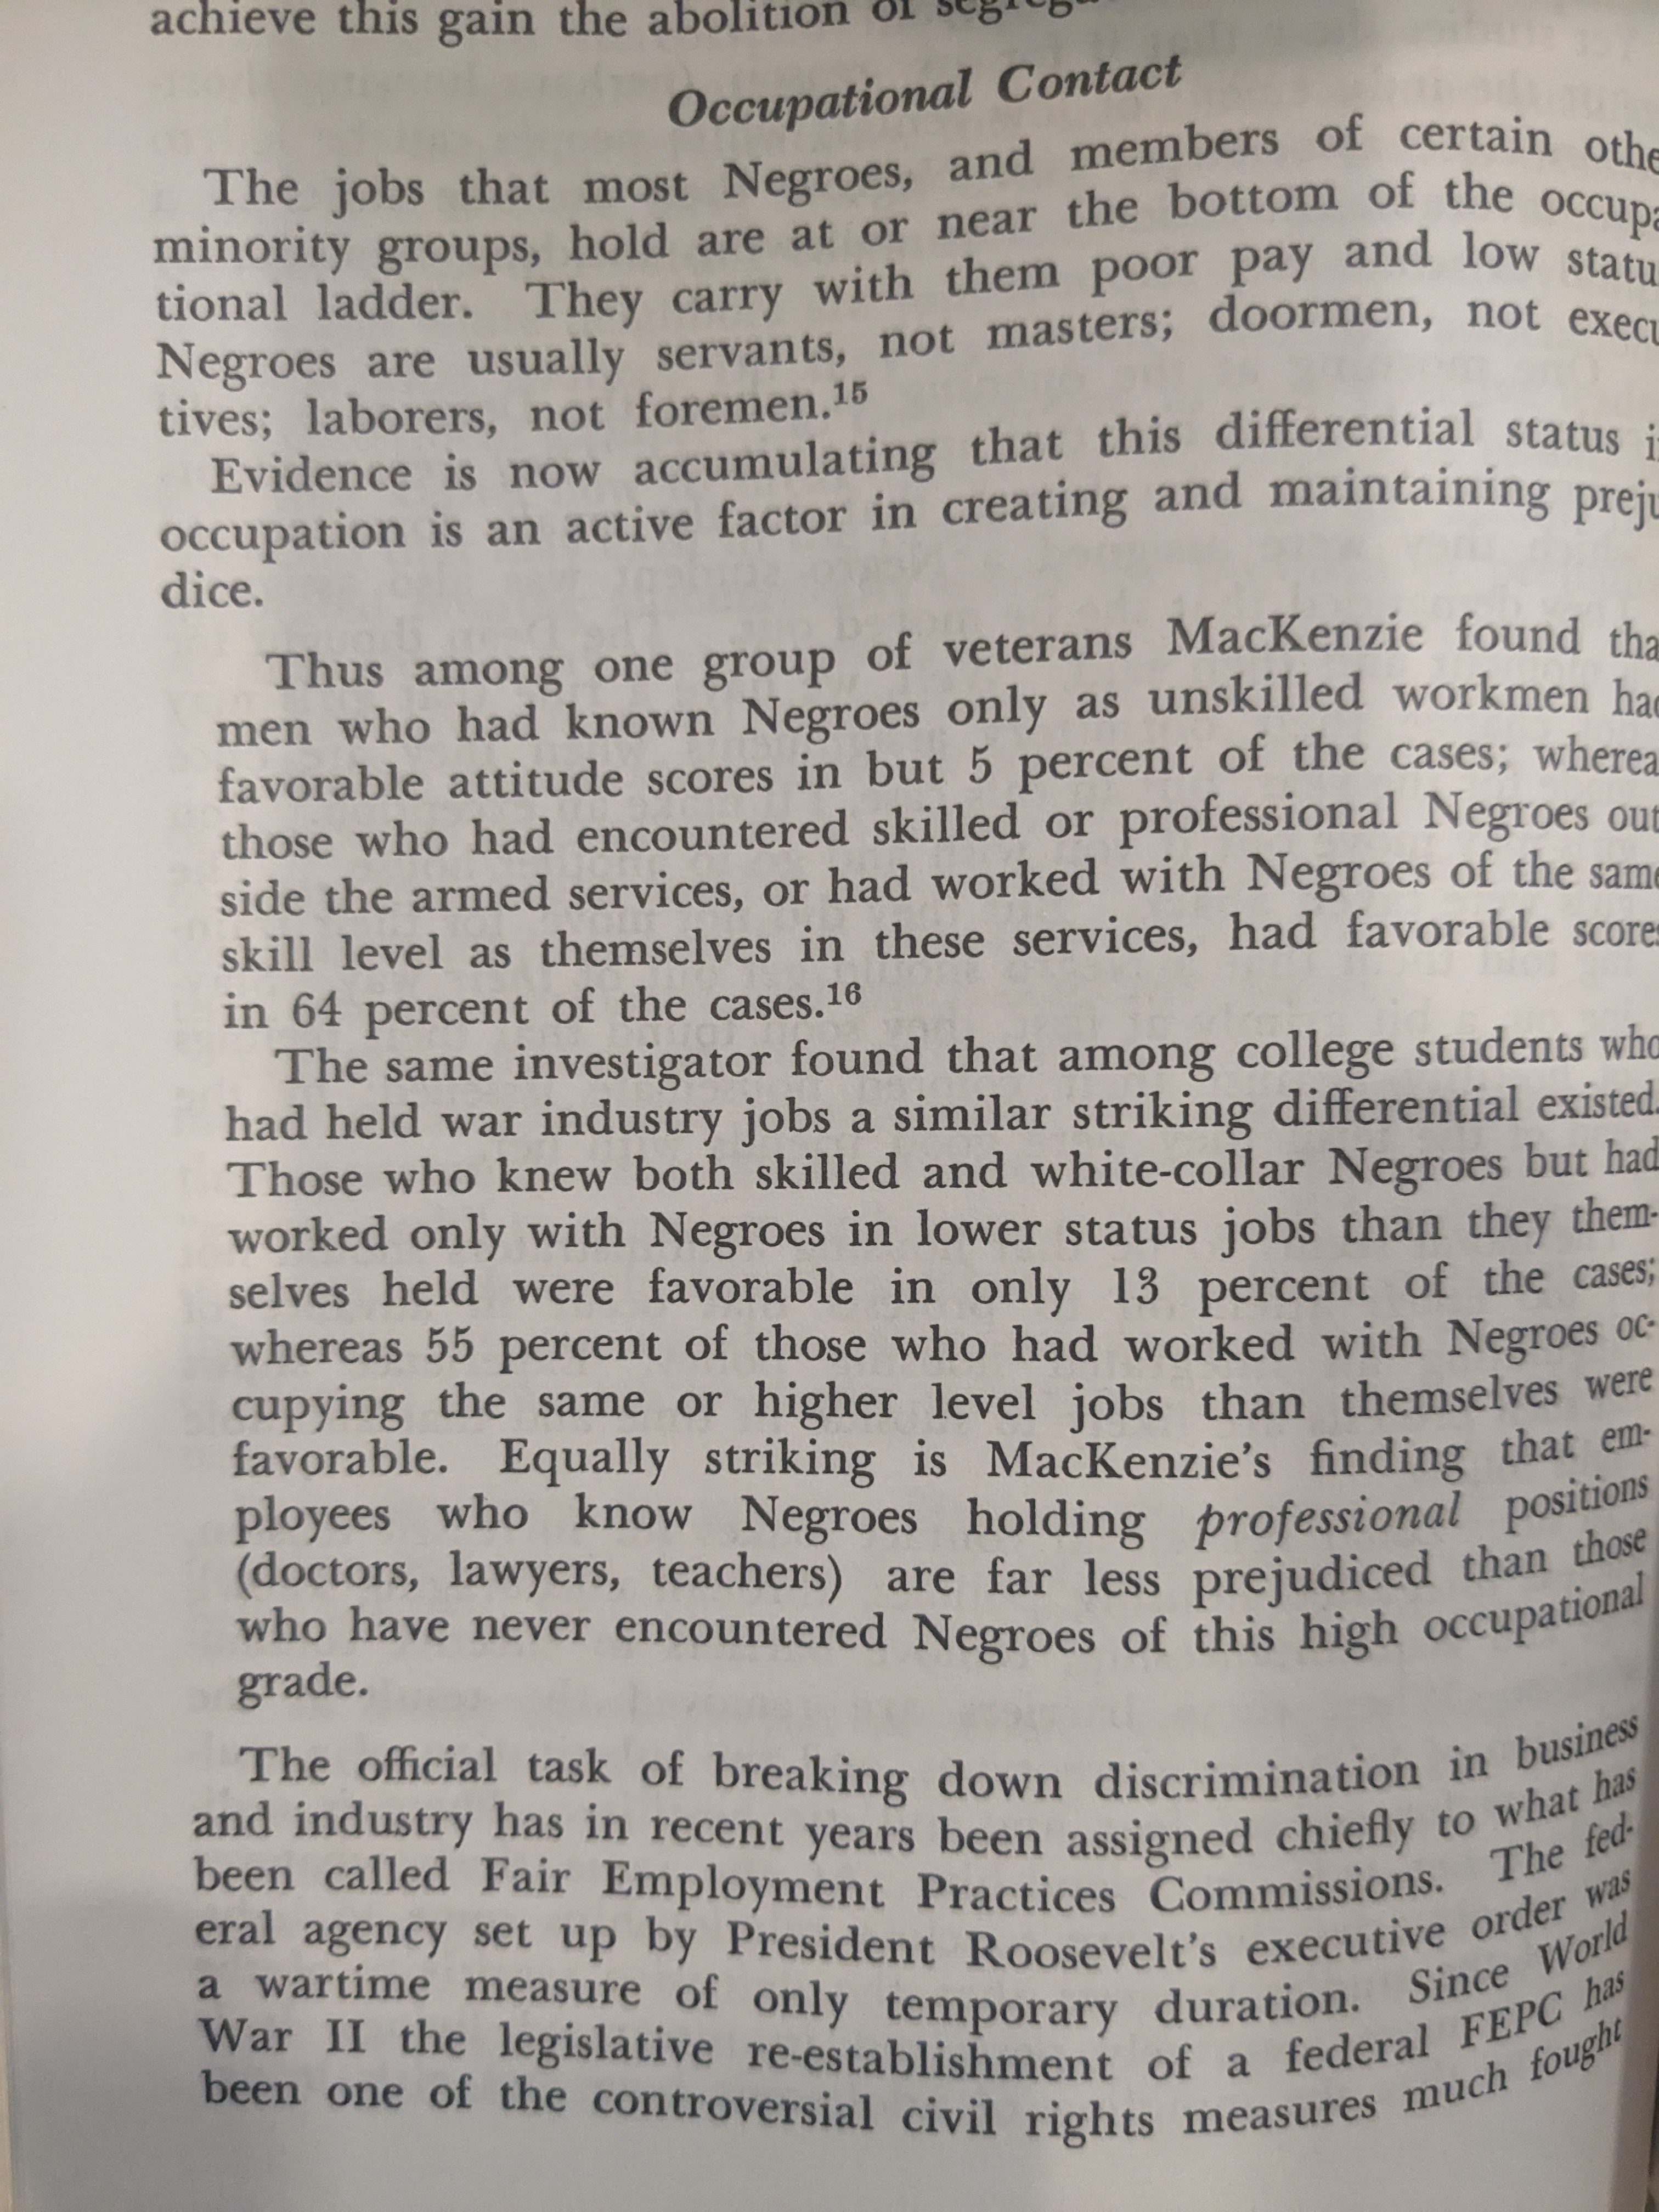 achieve this gain the abolition of segreg
Occupational Contact
The jobs that most Negroes, and members of certain othe
minority groups, hold are at or near the bottom of the occupa
tional ladder. They carry with them poor pay and low statu
Negroes are usually servants, not masters; doormen, not execu
tives; laborers, not foremen.15
Evidence is now accumulating that this differential status i
occupation is an active factor in creating and maintaining preju
dice.
Thus among one group of veterans MacKenzie found tha
men who had known Negroes only as unskilled workmen had
favorable attitude scores in but 5 percent of the cases; wherea
those who had encountered skilled or professional Negroes out
side the armed services, or had worked with Negroes of the same
skill level as themselves in these services, had favorable scores
in 64 percent of the cases.16
The same investigator found that among college students who
had held war industry jobs a similar striking differential existed.
Those who knew both skilled and white-collar Negroes but had
worked only with Negroes in lower status jobs than they them-
selves held were favorable in only 13 percent of the cases;
whereas 55 percent of those who had worked with Negroes oc-
cupying the same or higher level jobs than themselves were
favorable. Equally striking is MacKenzie's finding that em-
ployees who know Negroes holding professional positions
(doctors, lawyers, teachers) are far less prejudiced than those
who have never encountered Negroes of this high occupational
grade.
The official task of breaking down discrimination in business
and industry has in recent years been assigned chiefly to what has
been called Fair Employment Practices Commissions. The fed-
eral agency set up by President Roosevelt's executive order was
a wartime measure of only temporary duration. Since World
War II the legislative re-establishment of a federal FEPC has
been one of the controversial civil rights measures much fought